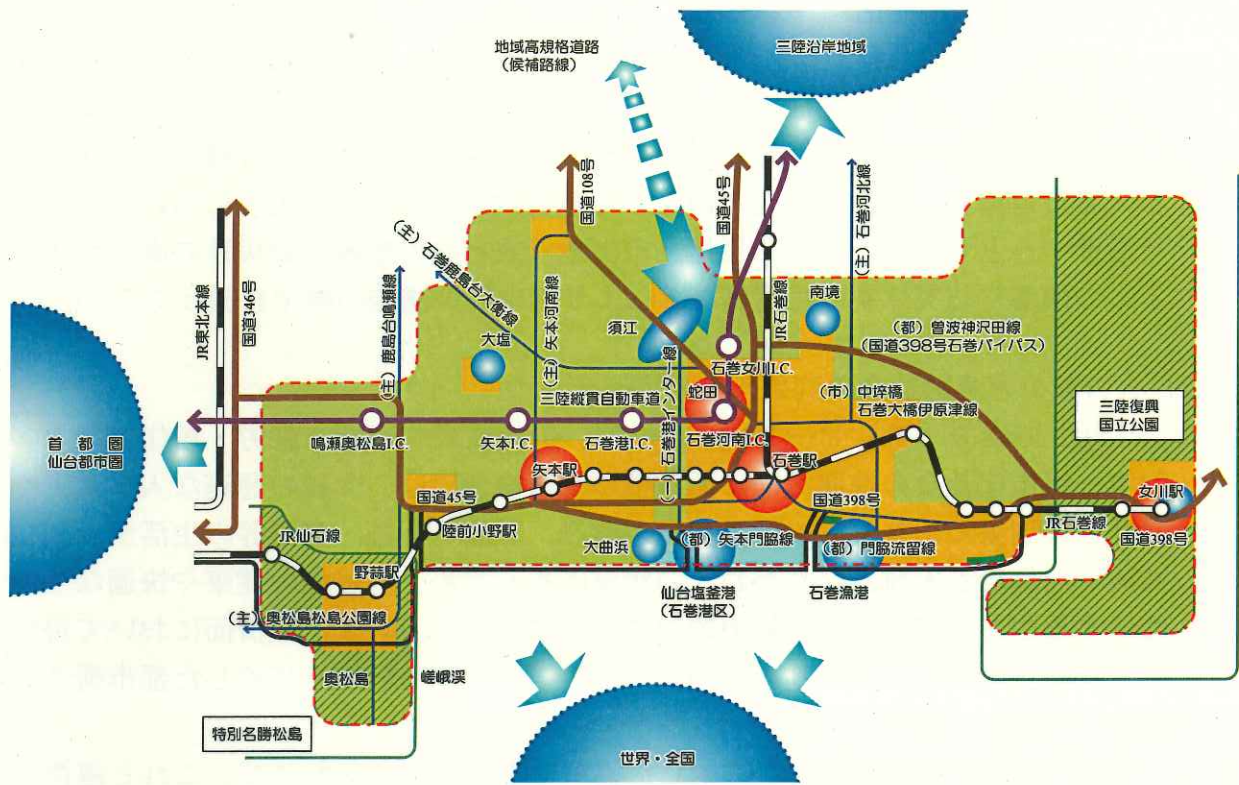 地域高規格道路
（候補路線）
三陸沿岸地域
国道108号
国道45号
JR石巻線
（主）石巻河北線
JR東北本線
国道346号
（主）鹿島台鳴瀬線
（主）石巻鹿島台大衡線
（主）矢本河南線
大塩
須江
南境
（都）曽波神沢田線
（国道398号石巻バイパス）
石巻女川I.C.
（市）中埣橋
石巻大橋伊原津線
三陸縦貫自動車道
蛇田
三陸復興
国立公園
鳴瀬奥松島I.C.
矢本I.C.
石巻港I.C.
石巻河南I.C.
（一）石巻港インター線
首都圏
仙台都市圏
矢本駅
石巻駅
女川駅
国道45号
国道398号
陸前小野駅
JR仙石線
大曲浜
（都）矢本門脇線
（都）門脇流留線
JR石巻線
国道398号
野蒜駅
仙台塩釜港
（石巻港区）
石巻漁港
（主）奥松島松島公園線
奥松島
嵯峨渓
特別名勝松島
世界・全国